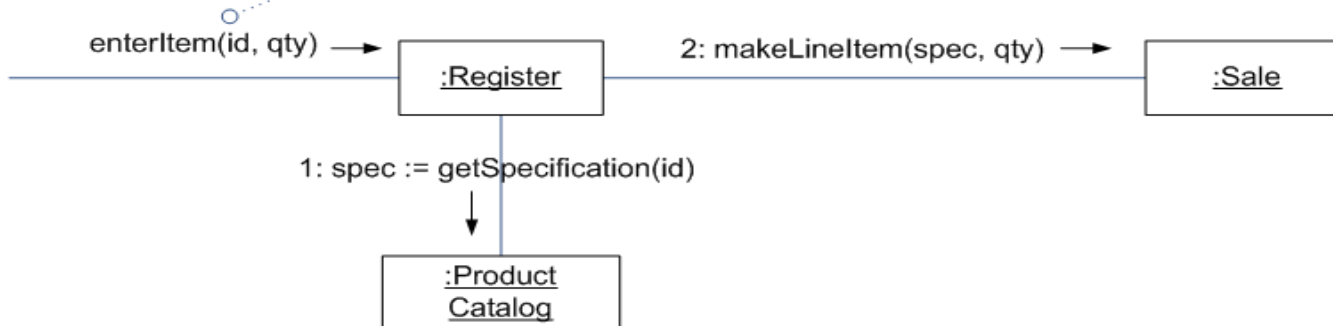 enterItem(id, qty)
:Register
2: makeLineItem(spec, qty)
:Sale
1: spec := getSpecification(id)
:Product
Catalog